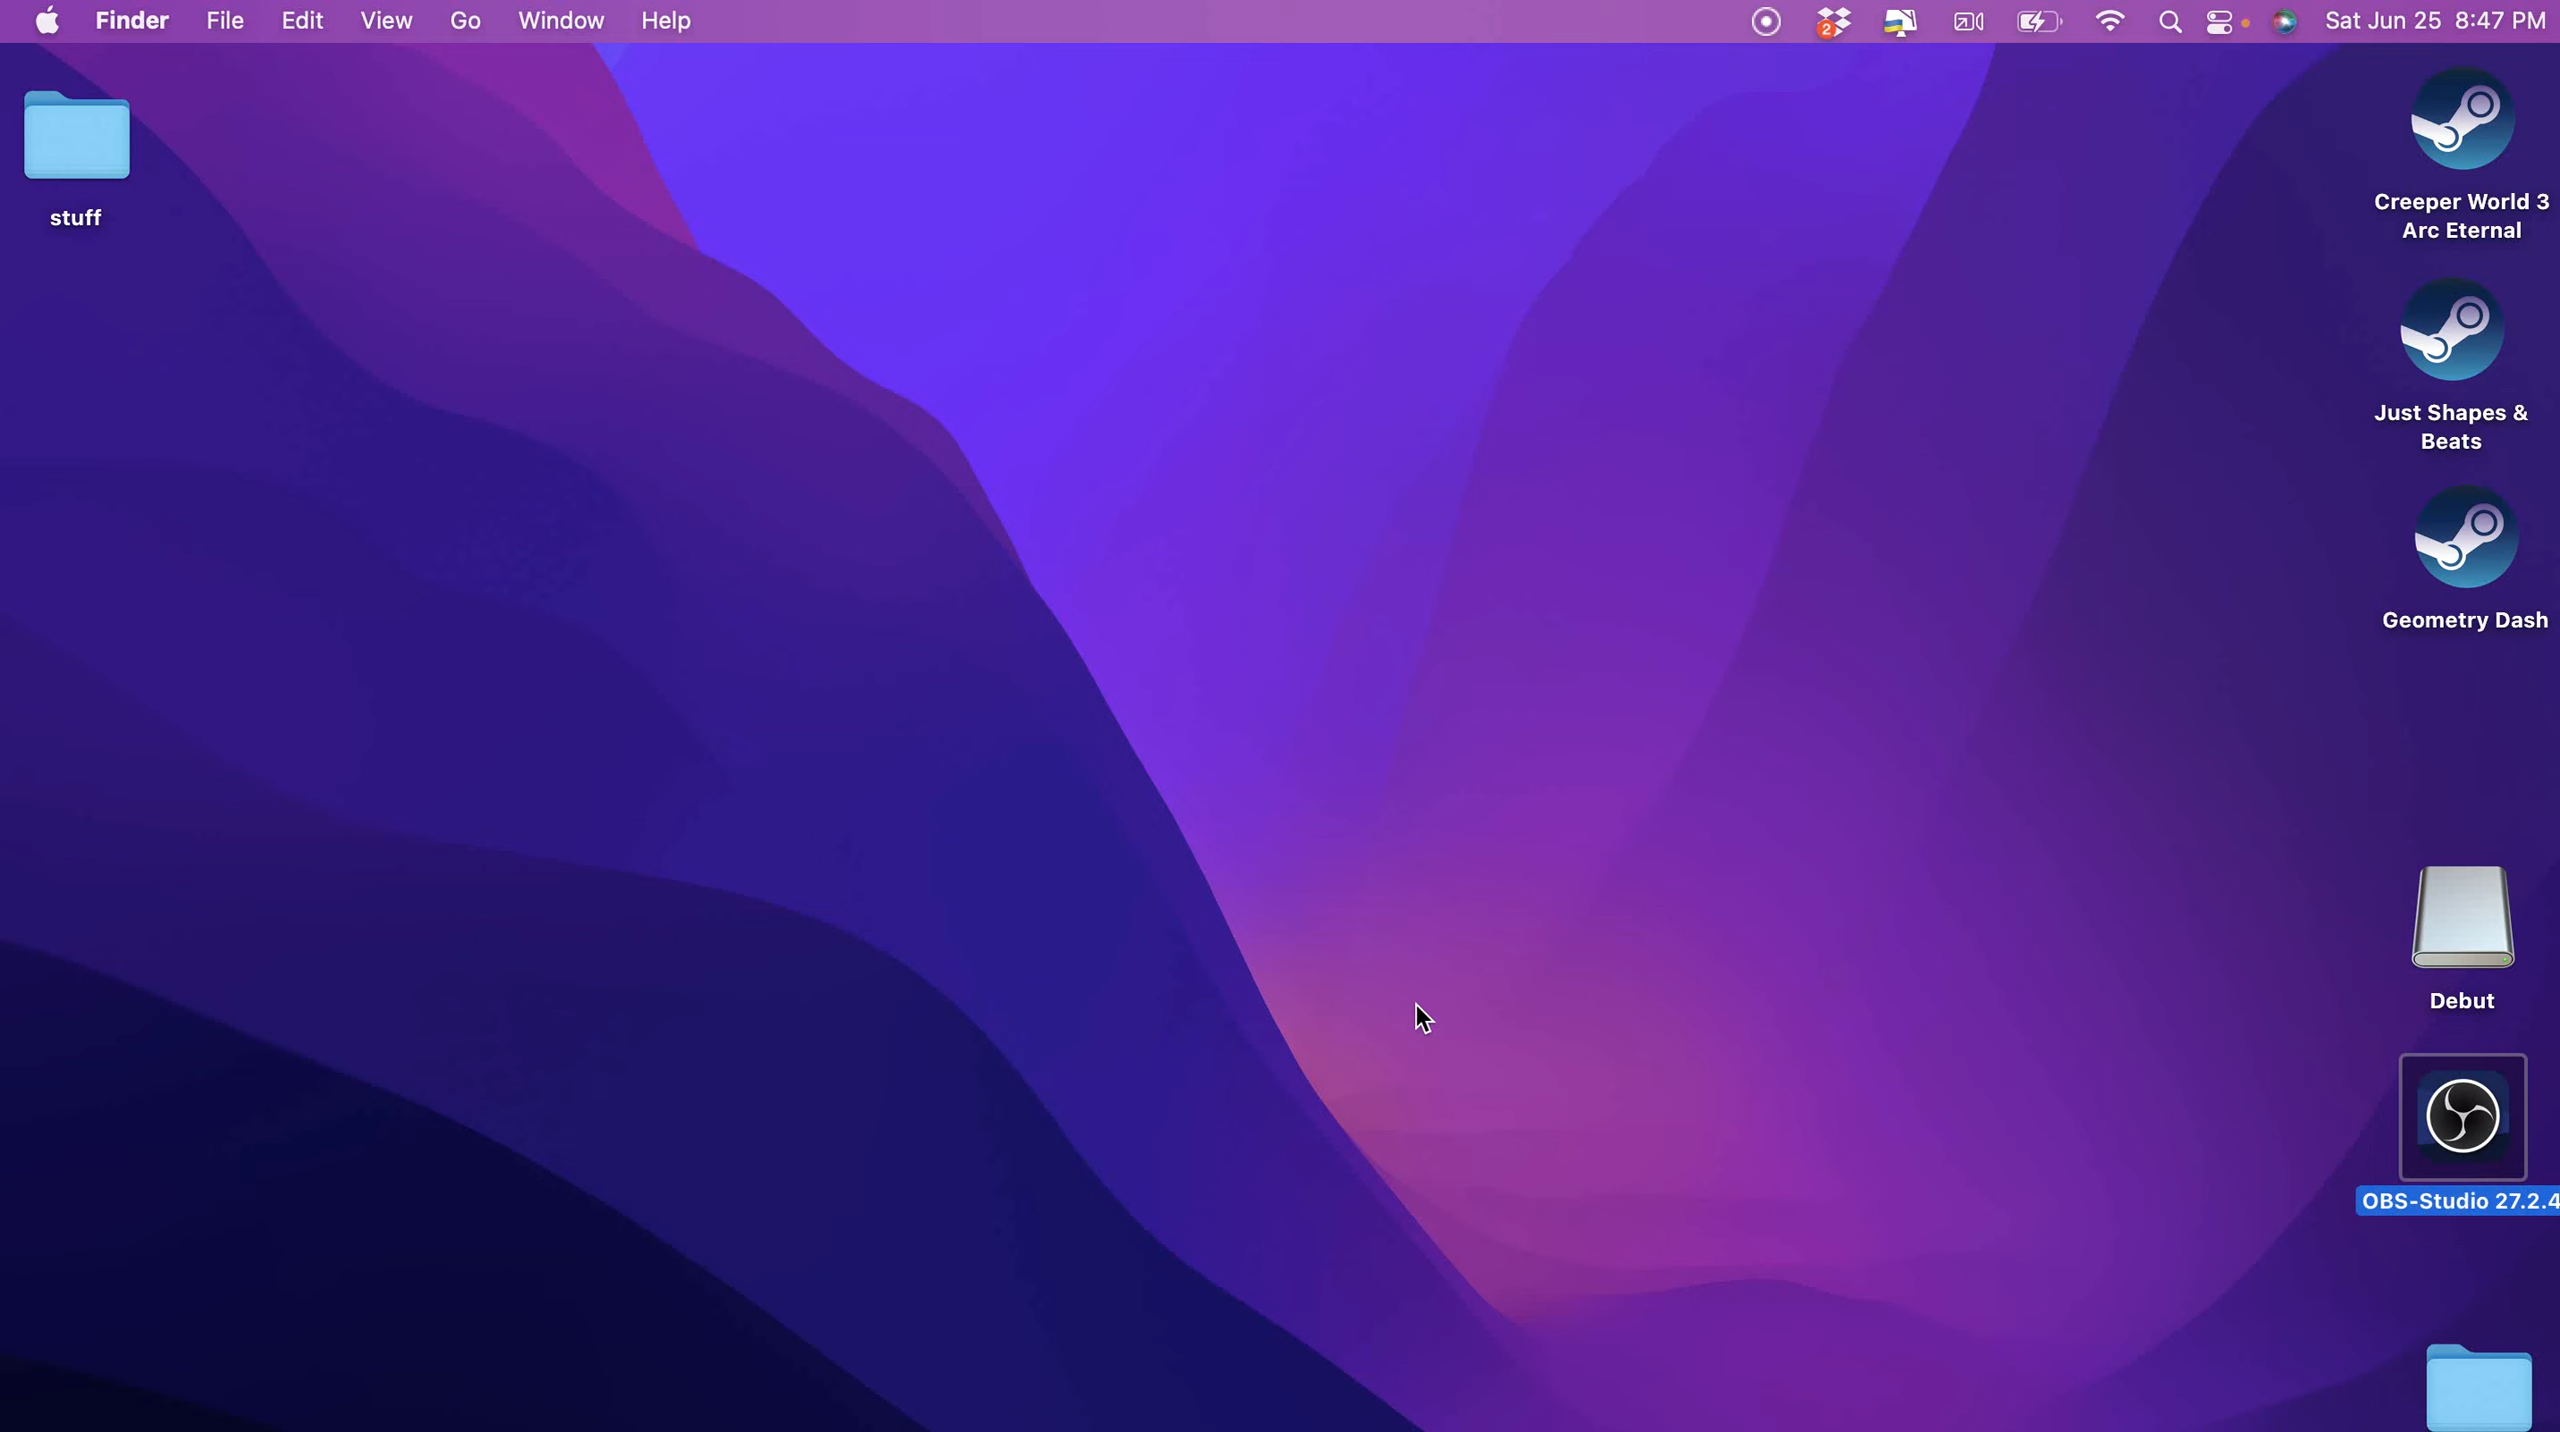 Finder File Edit View Go Window Help 2 Sat Jun 25 8:47 PM
stuff
Creeper World 3
Arc Eternal
Just Shapes &
Beats
Geometry Dash
Debut
OBS-Studio 27.2.4